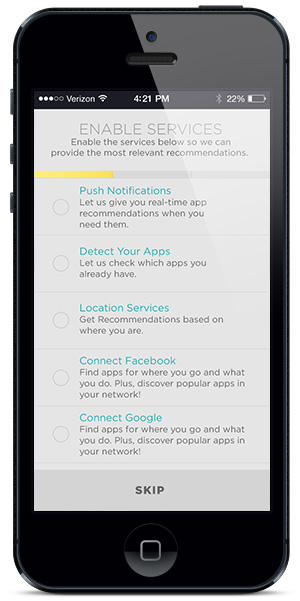 Verizon 4:21 PM 22%
ENABLE SERVICES
Enable the services below so we can
provide the most relevant recommendations.
Push Notifications
Let us give you real-time app
recommendations when you
need them.
Detect Your Apps
Let us check which apps you
already have.
Location Services
Get Recommendations based on
where you are.
Connect Facebook
Find apps for where you go and what
you do. Plus, discover popular apps in
your network!
Connect Google
Find apps for where you go and what
you do. Plus, discover popular apps in
your network!
SKIP